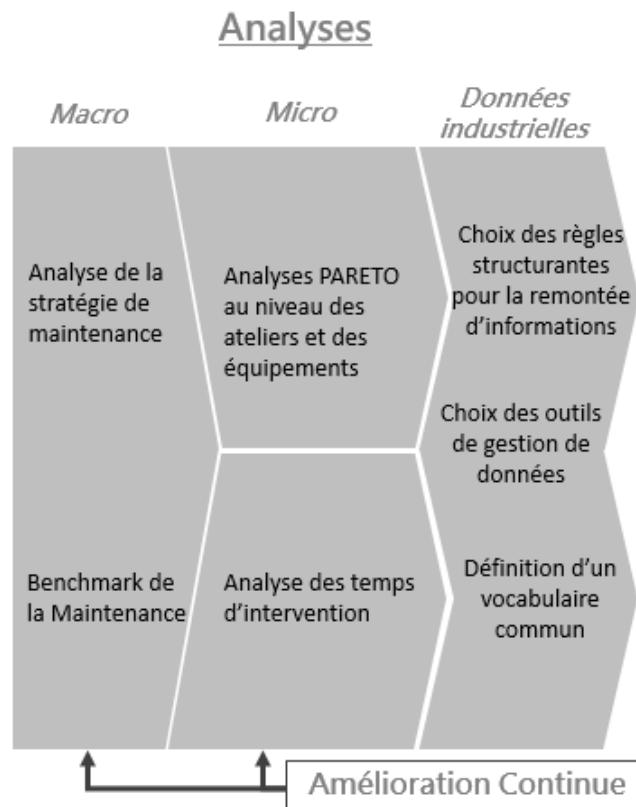 Analyses
Macro
Micro
Données
industrielles
Analyse de la
stratégie de
maintenance
Benchmark de
la Maintenance
Analyses PARETO
au niveau des
ateliers et des
équipements
Analyse des temps
d'intervention
Choix des règles
structurantes
pour la remontée
d'informations
Choix des outils
de gestion de
données
Définition d'un
vocabulaire
commun
Amélioration Continue